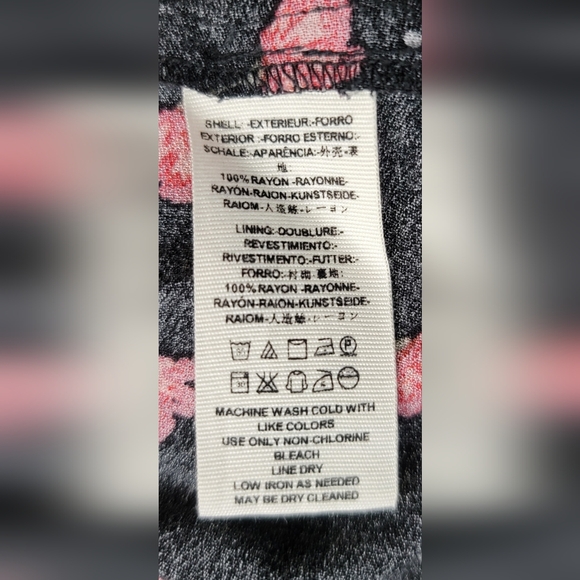 SHELL: -EXTERIEUR:-FORRO
EXTERIOR :-FORRO ESTERNO:-
SCHALE:-APARÊNCIA:-外壳-表
地:
100% RAYON -RAYONNE-
RAYÓN-RAION-KUNSTSEIDE-
RAIOM-人造絲-レーヨン
LINING: DOUBLURE:-
REVESTIMIENTO:-
RIVESTIMENTO:-FUTTER:-
FORRO:-衬里 裏地:
100% RAYON -RAYONNE-
RAYÓN-RAION-KUNSTSEIDE-
RAIOM-人造絲-レーヨン
MACHINE WASH COLD WITH
LIKE COLORS
USE ONLY NON-CHLORINE
BLEACH
LINE DRY
LOW IRON AS NEEDED
MAY BE DRY CLEANED